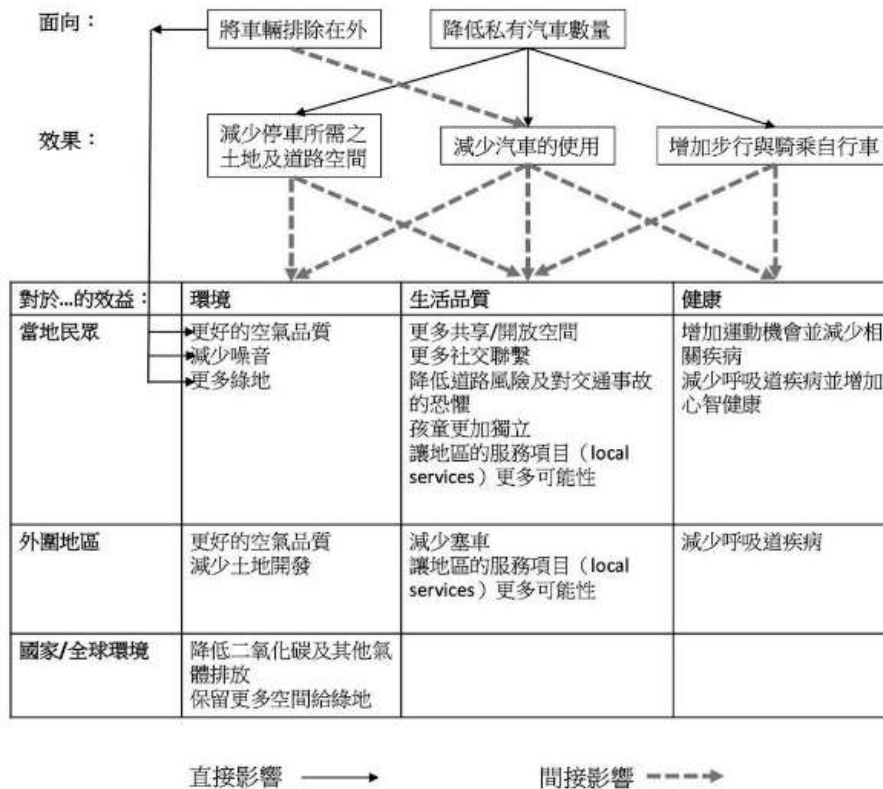 面向：
將車輛排除在外
降低私有汽車數量
效果：
減少停車所需之
土地及道路空間
減少汽車的使用
增加步行與騎乘自行車
對於...的效益：
環境
生活品質
健康
當地民眾
更好的空氣品質
減少噪音
更多綠地
更多共享/開放空間
更多社交聯繫
降低道路風險及對交通事故
的恐懼
孩童更加獨立
讓地區的服務項目（local
services）更多可能性
增加運動機會並減少相
關疾病
減少呼吸道疾病並增加
心智健康
外圍地區
更好的空氣品質
減少土地開發
減少塞車
讓地區的服務項目（local
services）更多可能性
減少呼吸道疾病
國家/全球環境
降低二氧化碳及其他氣
體排放
保留更多空間給綠地
直接影響
間接影響